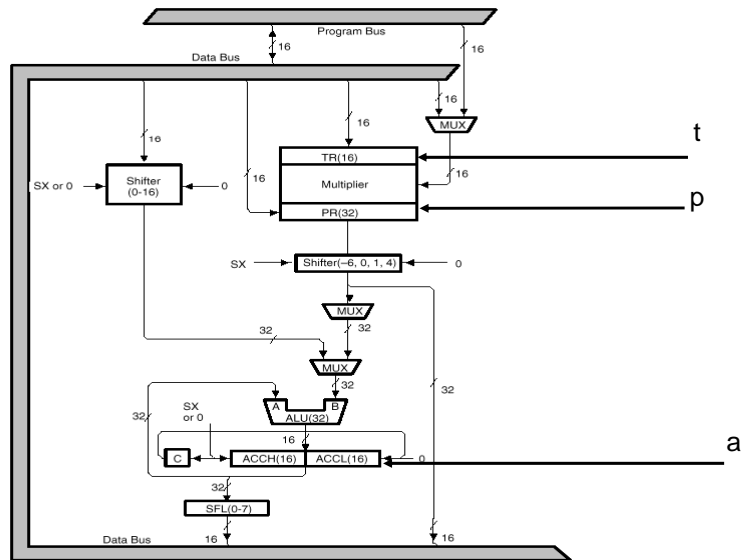 Program Bus
16
16
Data Bus
16
16
MUX
t
16
16
TR(16)
SX or 0
Shifter
(0-16)
0
16
Multiplier
16
p
PR(32)
SX
Shifter(–6, 0, 1, 4)
0
MUX
32
32
MUX
32
32
A
B
ALU(32)
32
SX
or 0
16
a
C
ACCH(16)
ACCL(16)
0
32
SFL(0-7)
16
16
Data Bus